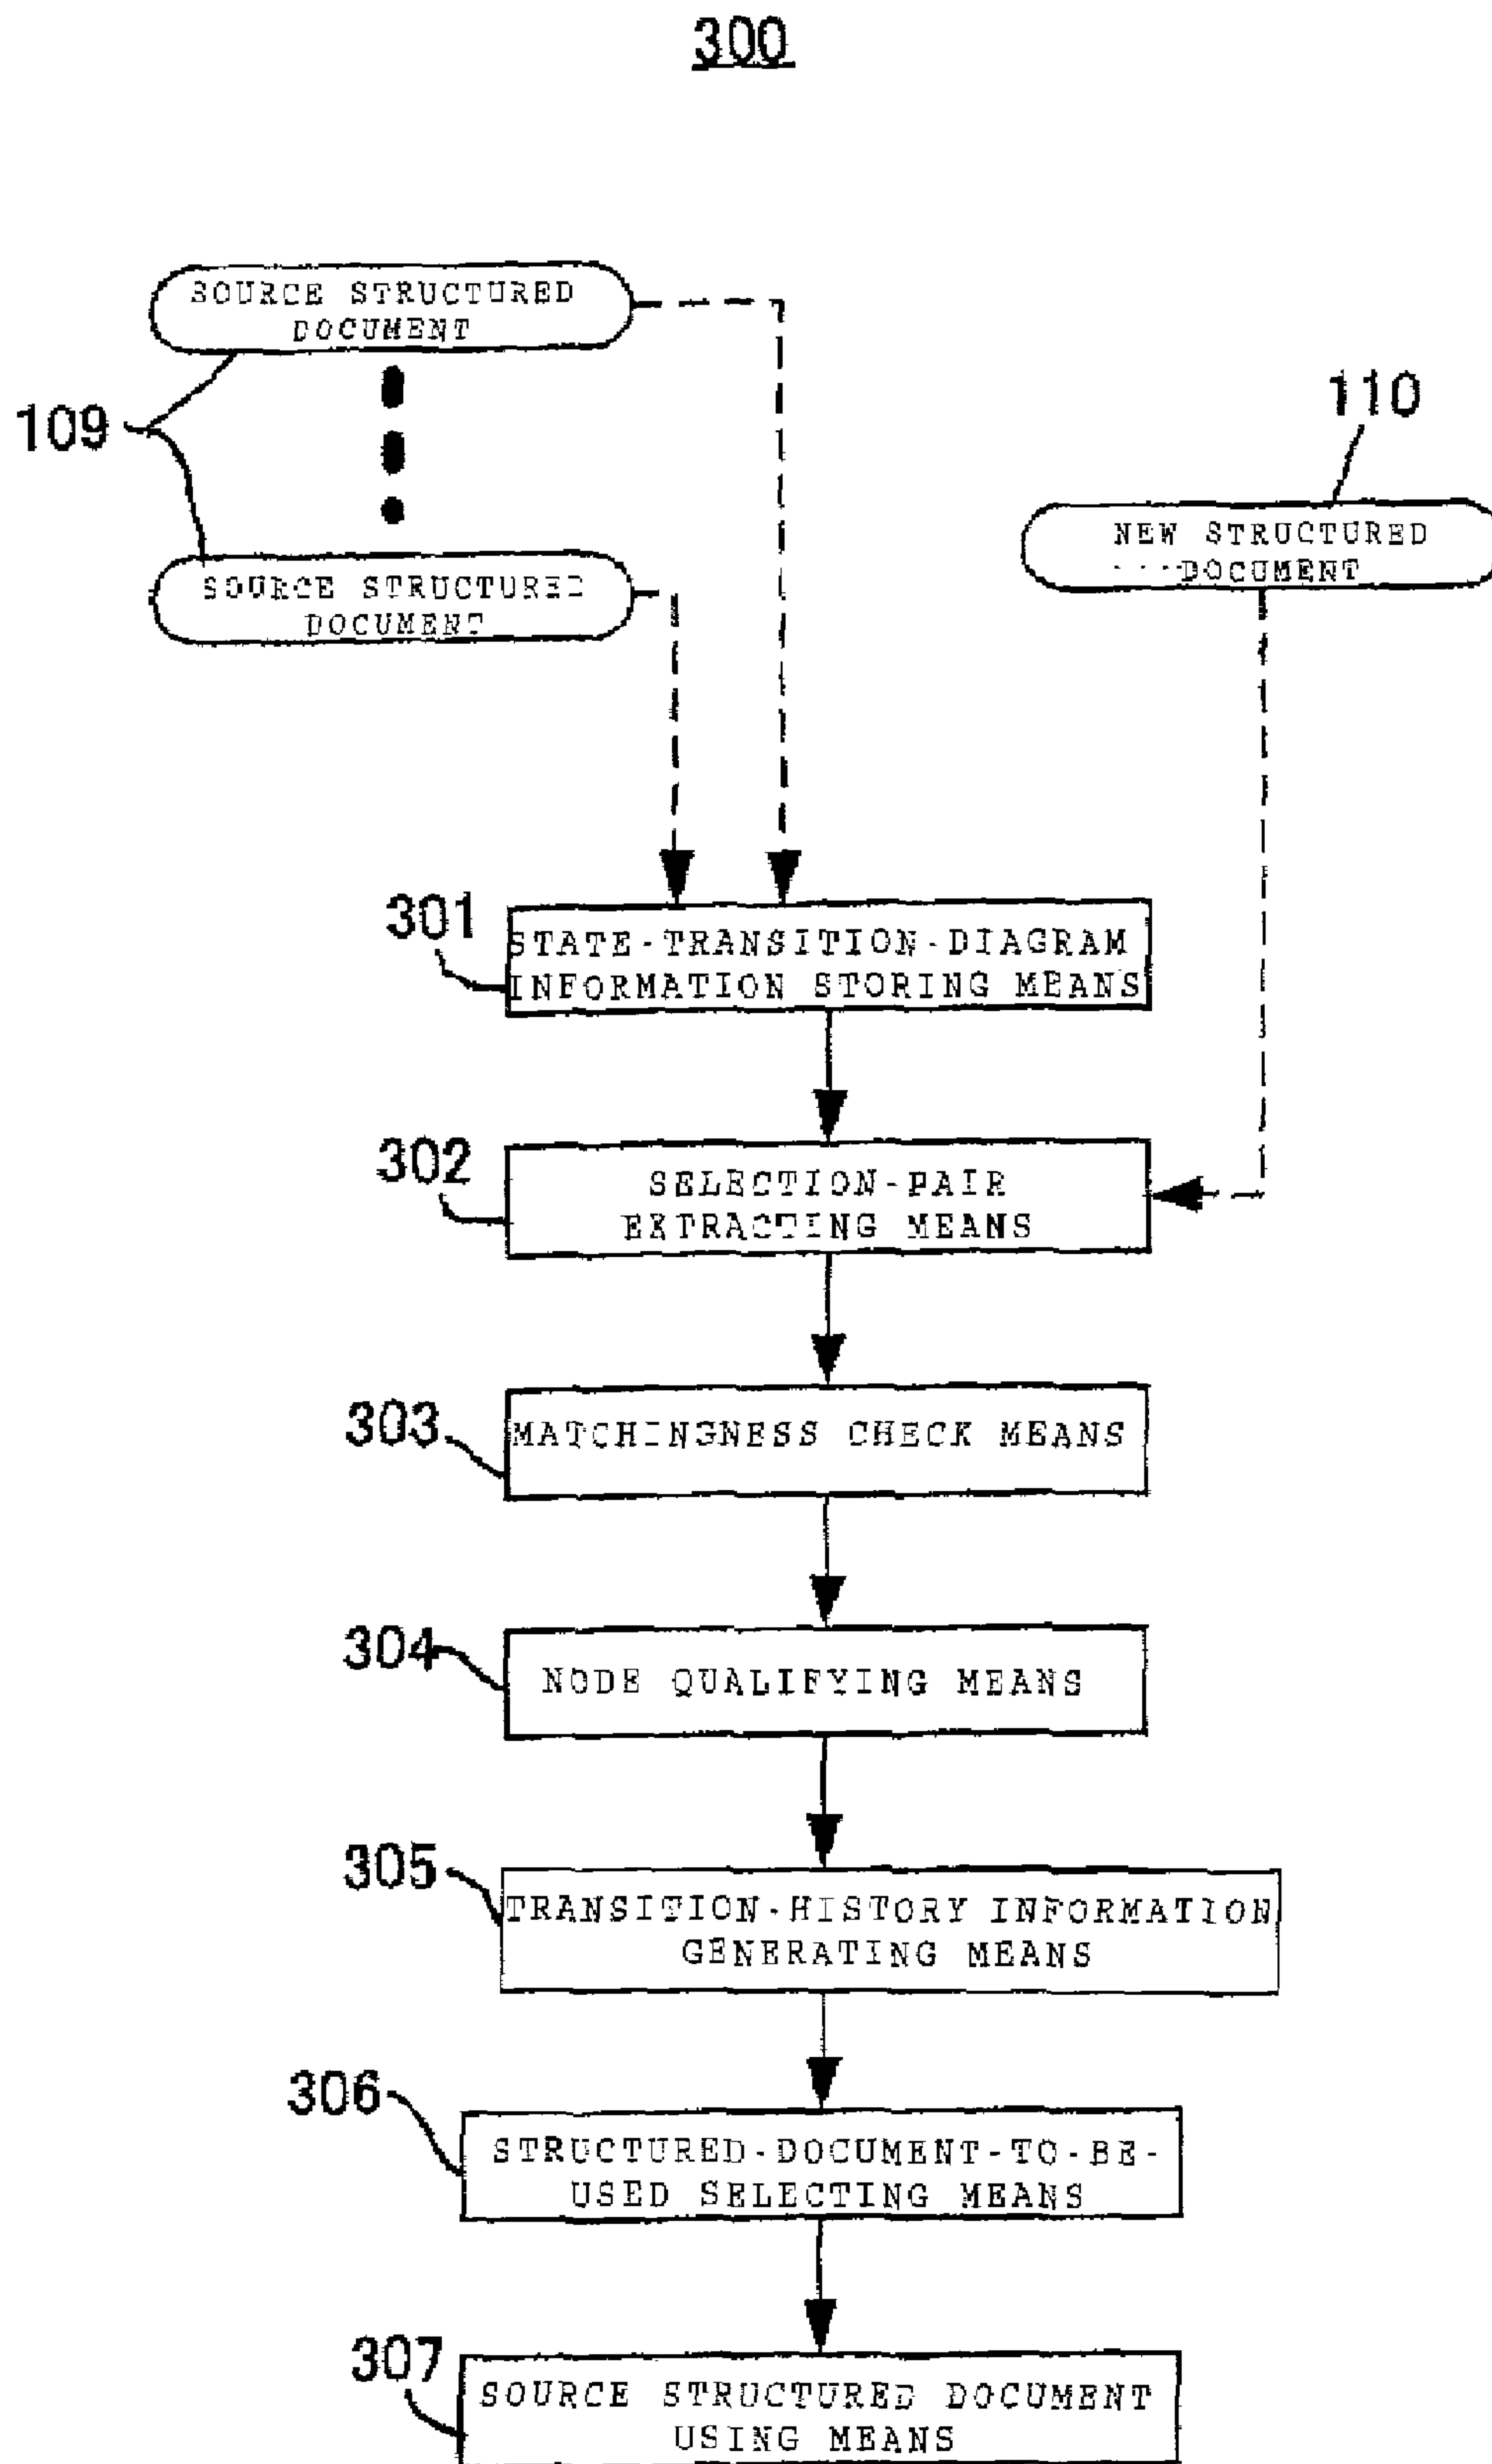 300
SOURCE STRUCTURED
DOCUMENT
109
110
NEW STRUCTURED
DOCUMENT
SOURCE STRUCTURED
DOCUMENT
301
STATE-TRANSITION-DIAGRAM
INFORMATION STORING MEANS
302
SELECTION-PAIR
EXTRACTING MEANS
303
MATCHINGNESS CHECK MEANS
304
NODE QUALIFYING MEANS
305
TRANSITION-HISTORY INFORMATION
GENERATING MEANS
306
STRUCTURED-DOCUMENT-TO-BE-
USED SELECTING MEANS
307
SOURCE STRUCTURED DOCUMENT
USING MEANS